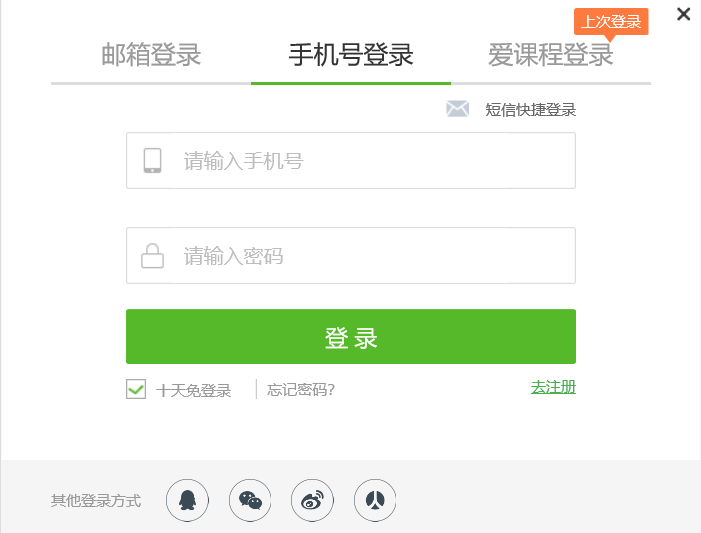 上次登录
邮箱登录 手机号登录 爱课程登录
短信快捷登录
请输入手机号
请输入密码
登录
十天免登录 忘记密码? 去注册
其他登录方式